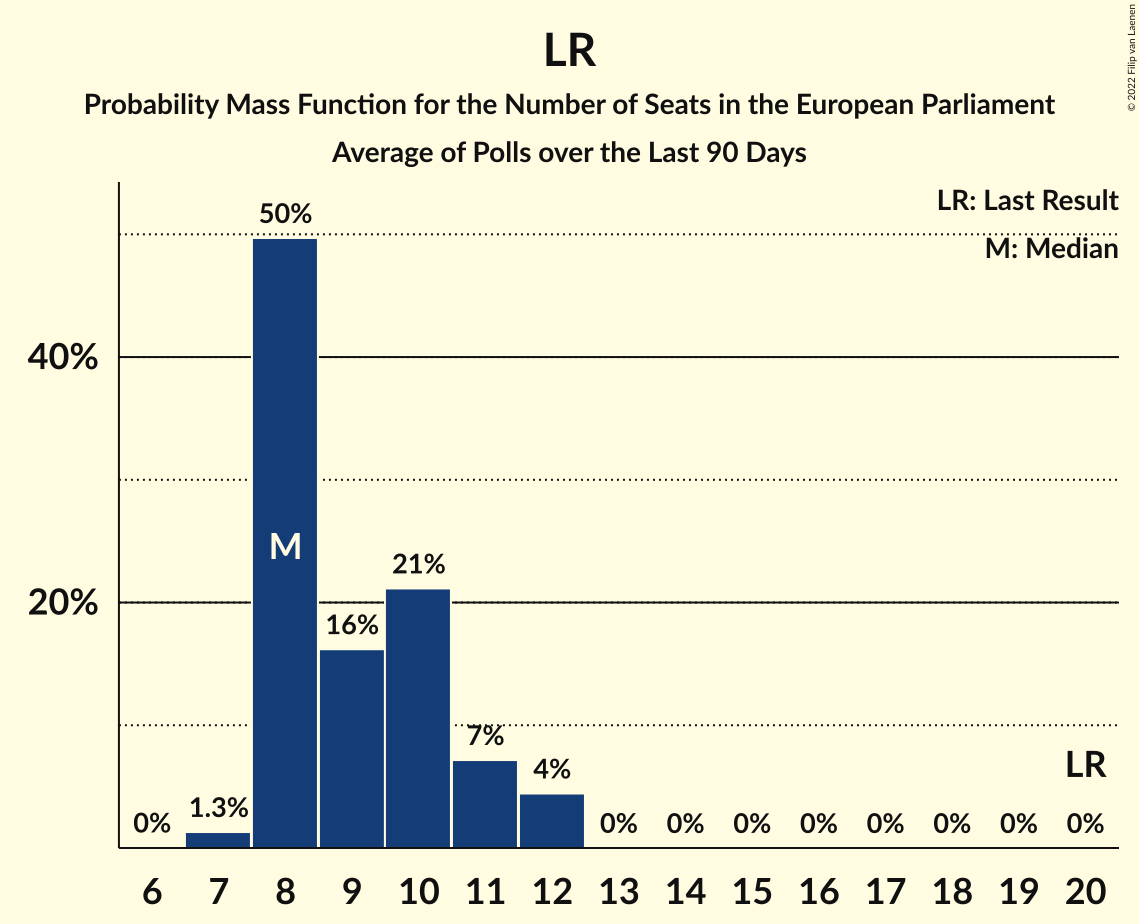 LR
Probability Mass Function for the Number of Seats in the European Parliament
Average of Polls over the Last 90 Days
© 2022 Filip van Laenen
LR: Last Result
M: Median
50%
40%
M
21%
20%
16%
7%
LR
4%
1.3%
0% 0% 0% 0% 0% 0% 0% 0% 0%
6 7 8 9 10 11 12 13 14 15 16 17 18 19 20